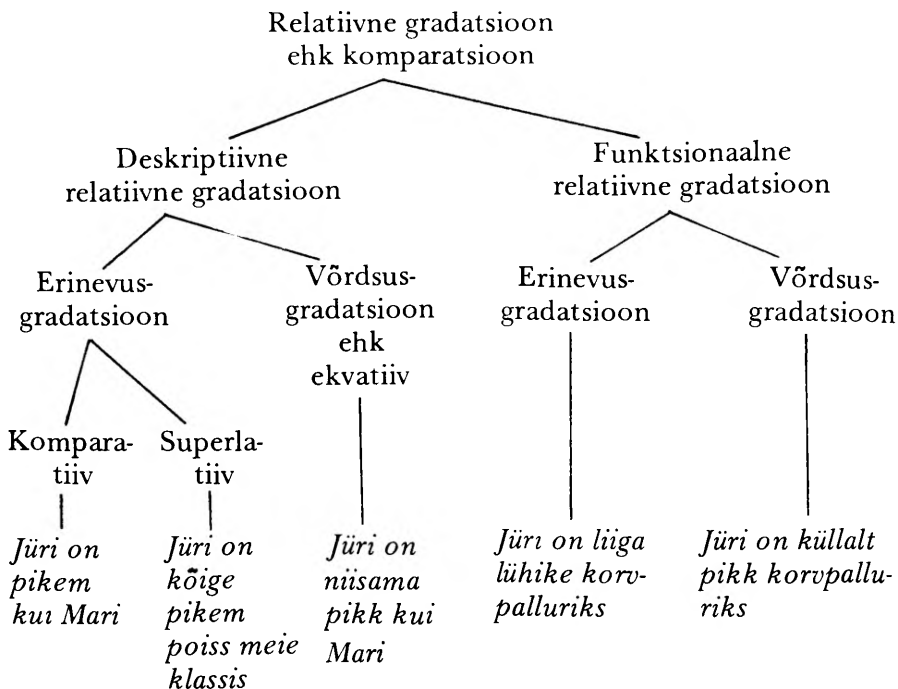 Relatiivne gradatsioon
ehk komparatsioon
Deskriptiivne
relatiivne gradatsioon
Funktsionaalne
relatiivne gradatsioon
Erinevus-
gradatsioon
Võrdsus-
gradatsioon
ehk
ekvatiiv
Erinevus-
gradatsioon
Võrdsus-
gradatsioon
Kompara-
tiiv
Superla-
tiiv
Jüri on
pikem
kui Mari
Jüri on
kõige
pikem
poiss meie
klassis
Jüri on
niisama
pikk kui
Mari
Jüri on liiga
lühike korv-
palluriks
Jüri on küllalt
pikk korvpallu-
riks